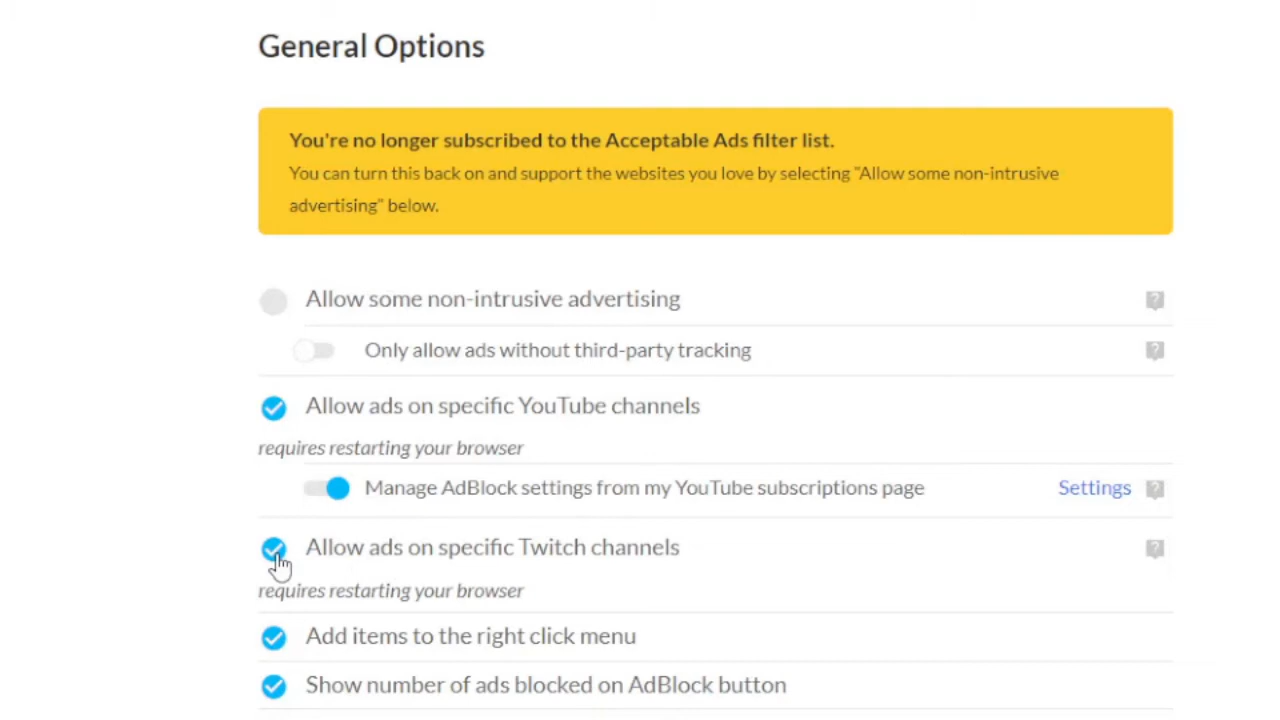 General Options
You're no longer subscribed to the Acceptable Ads filter list.
You can turn this back on and support the websites you love by selecting "Allow some non-intrusive
advertising" below.
Allow some non-intrusive advertising ?
Only allow ads without third-party tracking ?
Allow ads on specific YouTube channels
requires restarting your browser
Manage AdBlock settings from my YouTube subscriptions page Settings ?
Allow ads on specific Twitch channels ?
requires restarting your browser
Add items to the right click menu
Show number of ads blocked on AdBlock button